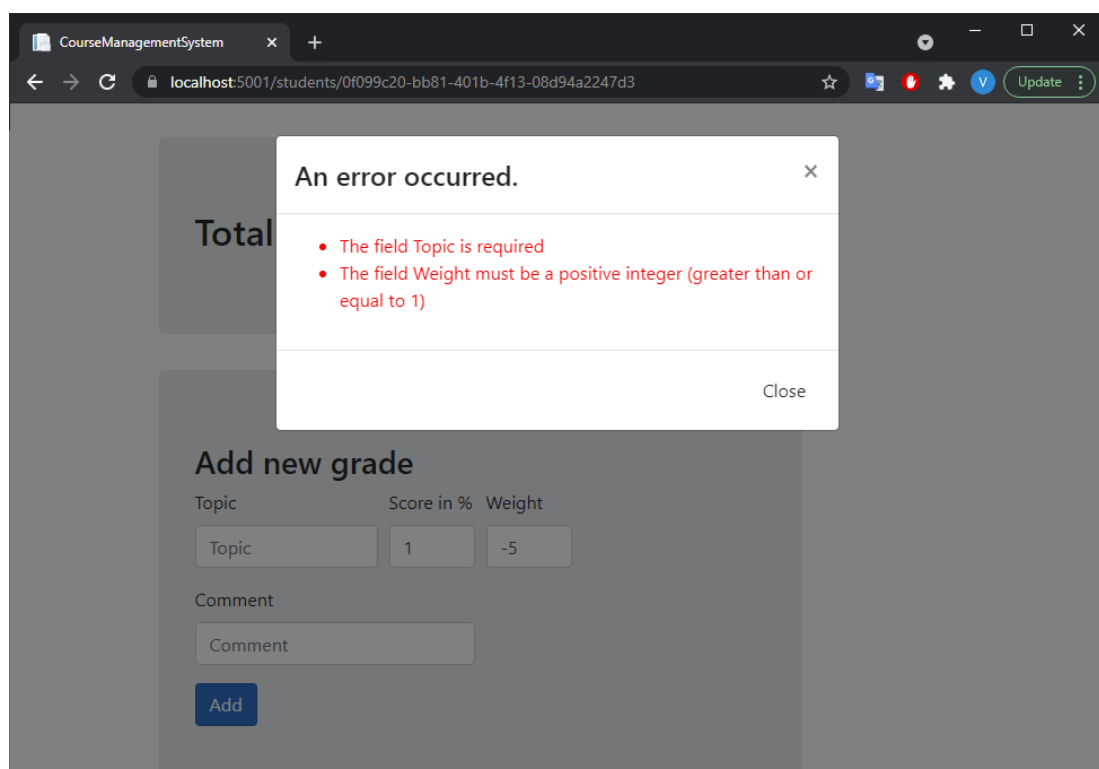 CourseManagementSystem
localhost:5001/students/0f099c20-bb81-401b-4f13-08d94a2247d3
V
Update
An error occurred.
×
Total
• The field Topic is required
• The field Weight must be a positive integer (greater than or
equal to 1)
Close
Add new grade
Topic Score in % Weight
Topic 1 -5
Comment
Comment
Add